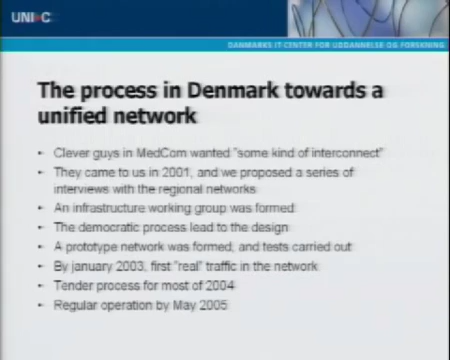 UNI•C
DANMARKS IT-CENTER FOR UDDANNELSE OG FORSKNING
The process in Denmark towards a
unified network
- Clever guys in MedCom wanted "some kind of interconnect"
- They came to us in 2001, and we proposed a series of
interviews with the regional networks
- An infrastructure working group was formed
- The democratic process lead to the design
- A prototype network was formed, and tests carried out
- By january 2003, first "real" traffic in the network
- Tender process for most of 2004
- Regular operation by May 2005